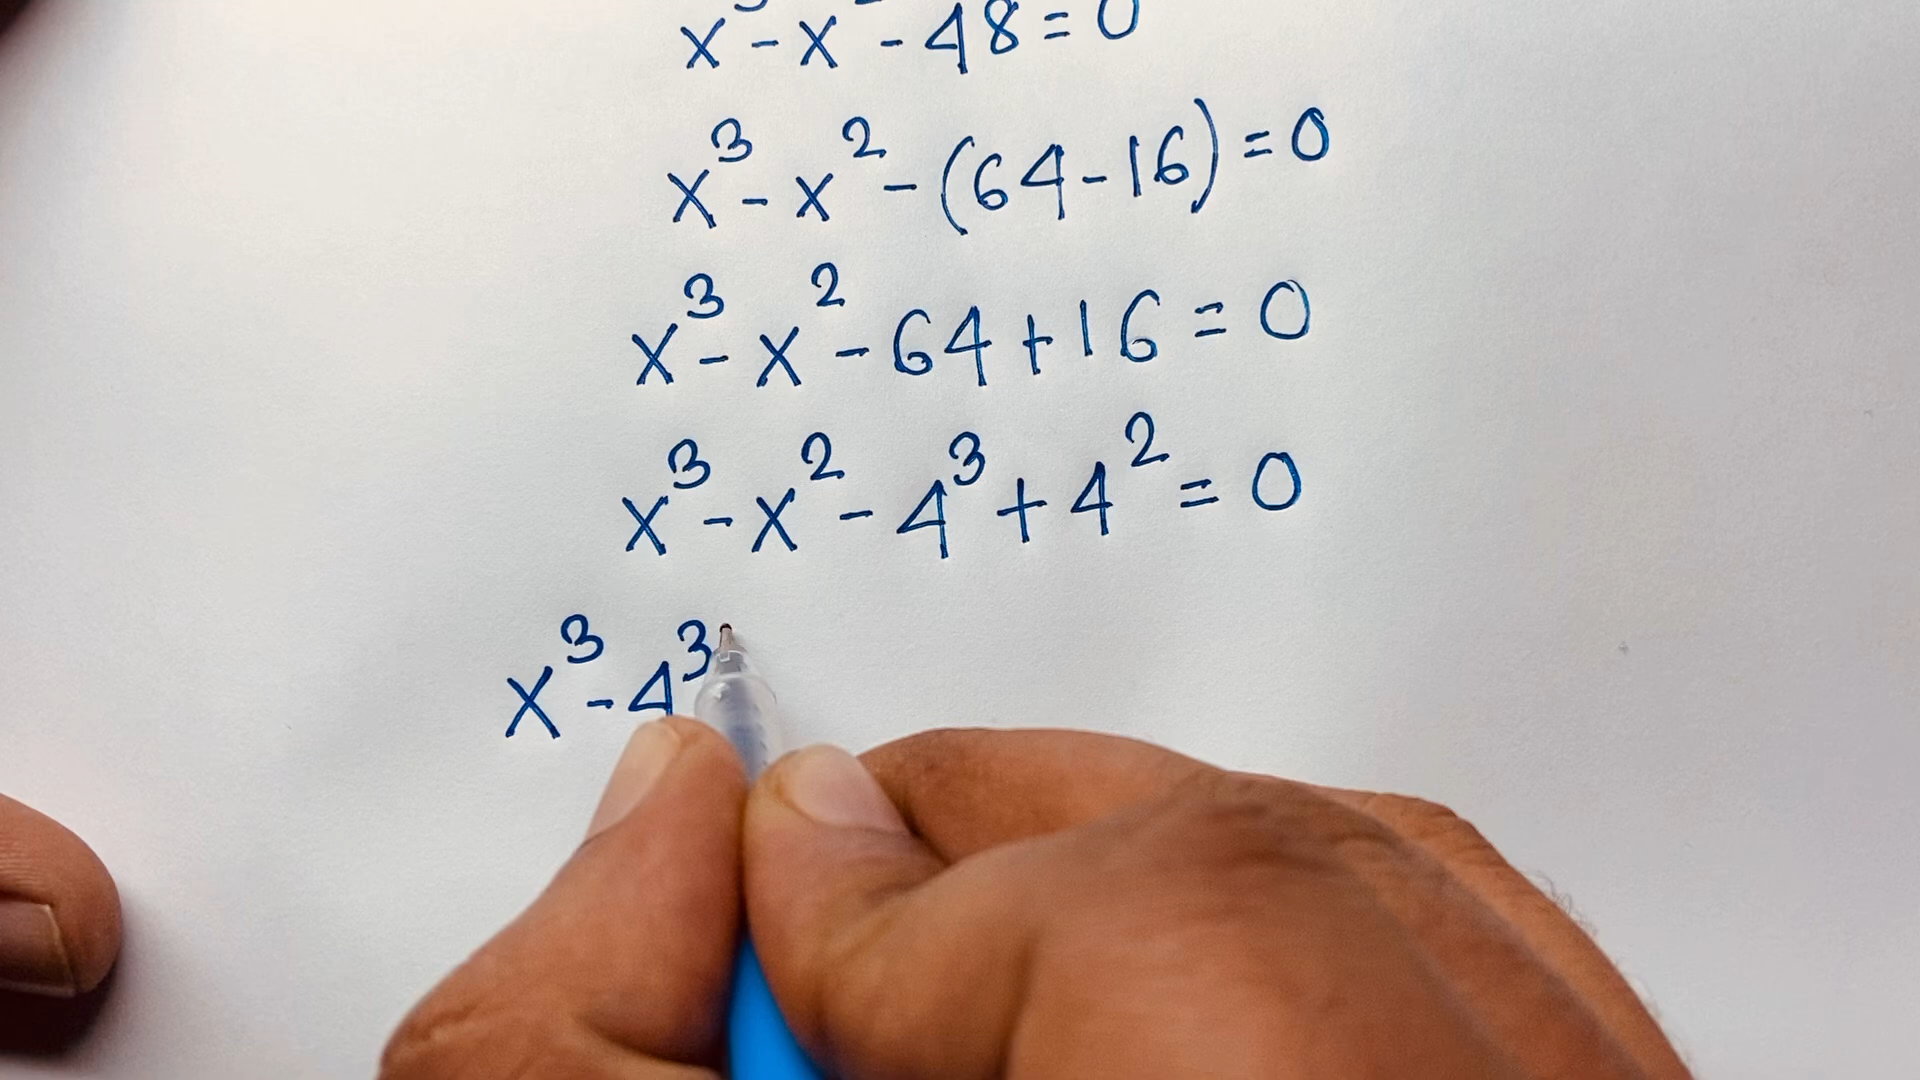 x³ - x² - 48 = 0
x³ - x² - (64 - 16) = 0
x³ - x² - 64 + 16 = 0
x³ - x² - 4³ + 4² = 0
x³ - 4³